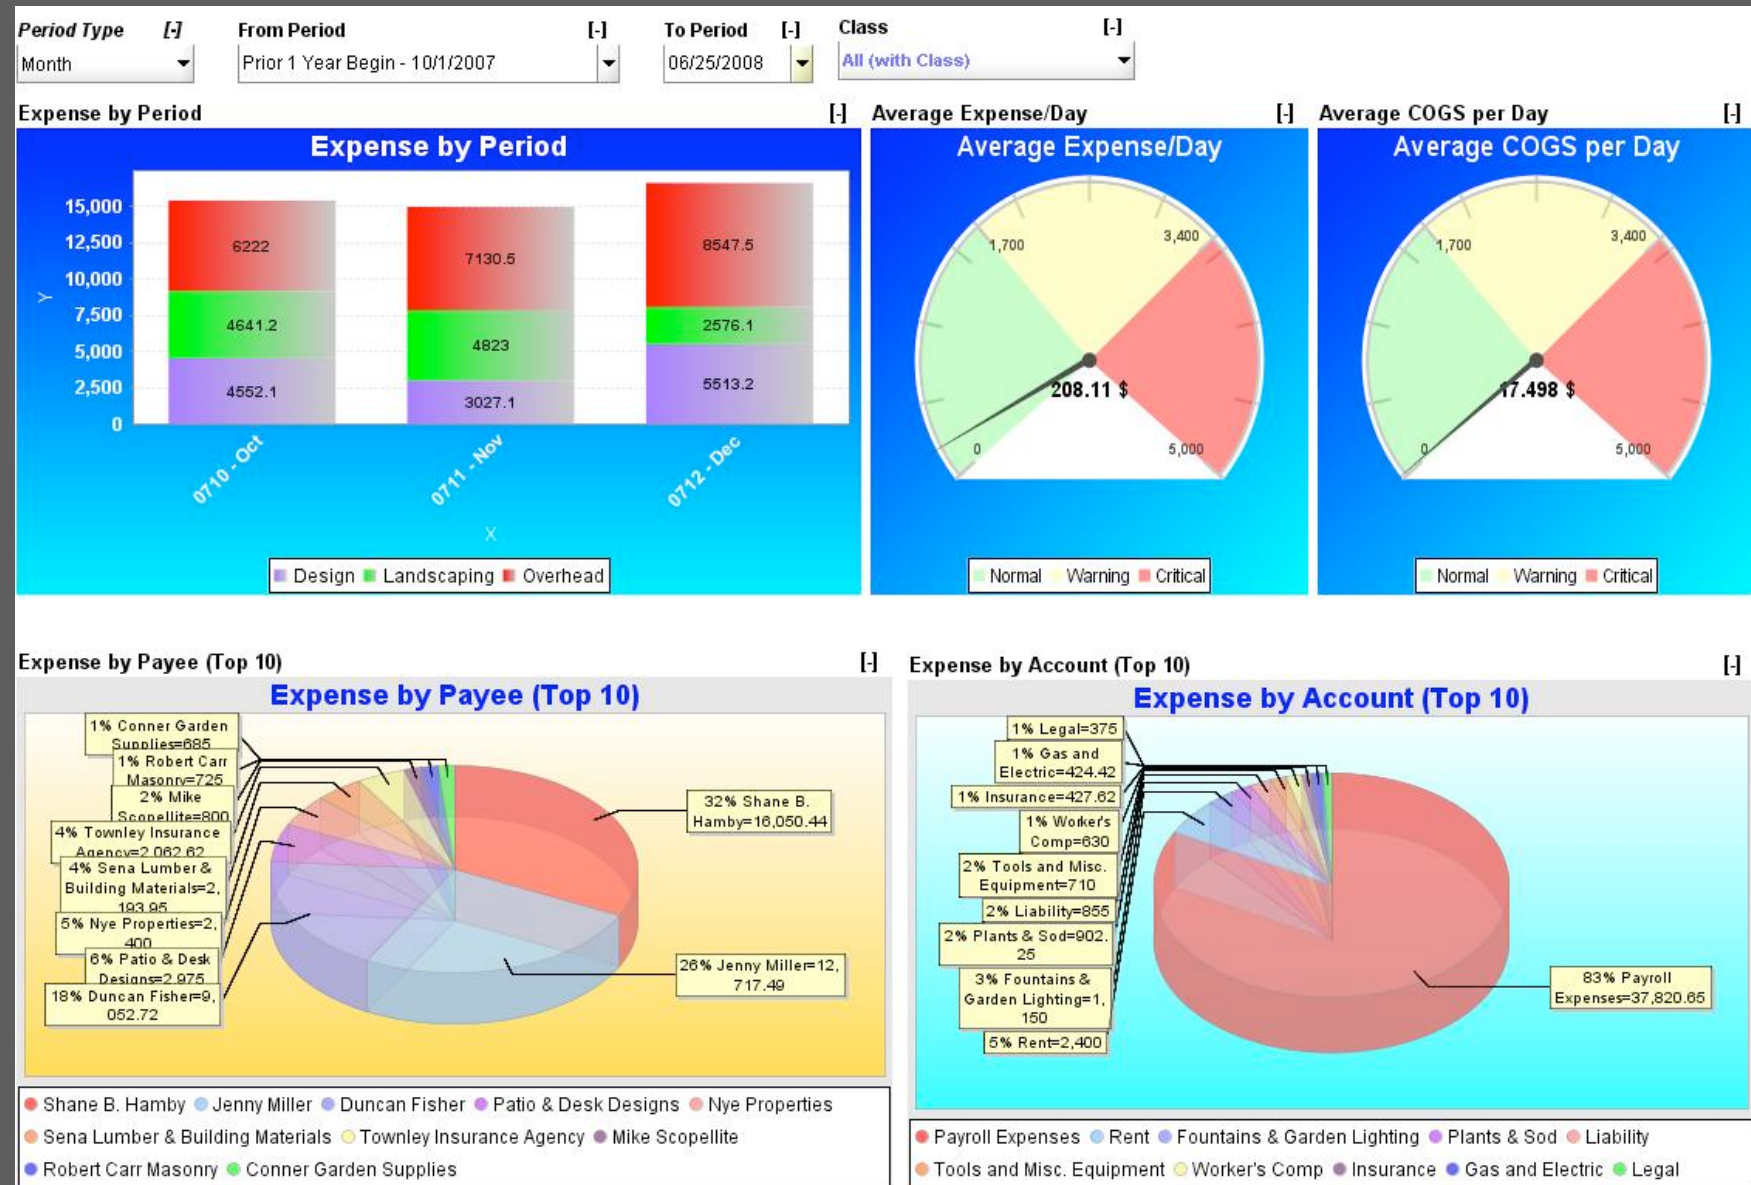 Period Type [-] From Period [-] To Period [-] Class [-]
Month Prior 1 Year Begin - 10/1/2007 06/25/2008 All (with Class)
Expense by Period [-] Average Expense/Day [-] Average COGS per Day [-]
Expense by Period
15,000
12,500
10,000
7,500
5,000
2,500
0
Y
6222
4641.2
4552.1
7130.5
4823
3027.1
8547.5
2576.1
5513.2
0710 - Oct
0711 - Nov
0712 - Dec
X
Design Landscaping Overhead
Average Expense/Day
1,700
3,400
208.11 $
0
5,000
Normal Warning Critical
Average COGS per Day
1,700
3,400
17.498 $
0
5,000
Normal Warning Critical
Expense by Payee (Top 10) [-]
Expense by Payee (Top 10)
1% Conner Garden
Supplies=685
1% Robert Carr
Masonry=725
2% Mike
Scopellite=800
4% Townley Insurance
Agency=2,062.62
4% Sena Lumber &
Building Materials=2,
193.95
5% Nye Properties=2,
400
6% Patio & Desk
Designs=2,975
18% Duncan Fisher=9,
052.72
32% Shane B.
Hamby=16,050.44
26% Jenny Miller=12,
717.49
Shane B. Hamby Jenny Miller Duncan Fisher Patio & Desk Designs Nye Properties
Sena Lumber & Building Materials Townley Insurance Agency Mike Scopellite
Robert Carr Masonry Conner Garden Supplies
Expense by Account (Top 10) [-]
Expense by Account (Top 10)
1% Legal=375
1% Gas and
Electric=424.42
1% Insurance=427.62
1% Worker's
Comp=630
2% Tools and Misc.
Equipment=710
2% Liability=855
2% Plants & Sod=902.
25
3% Fountains &
Garden Lighting=1,
150
5% Rent=2,400
83% Payroll
Expenses=37,820.65
Payroll Expenses Rent Fountains & Garden Lighting Plants & Sod Liability
Tools and Misc. Equipment Worker's Comp Insurance Gas and Electric Legal